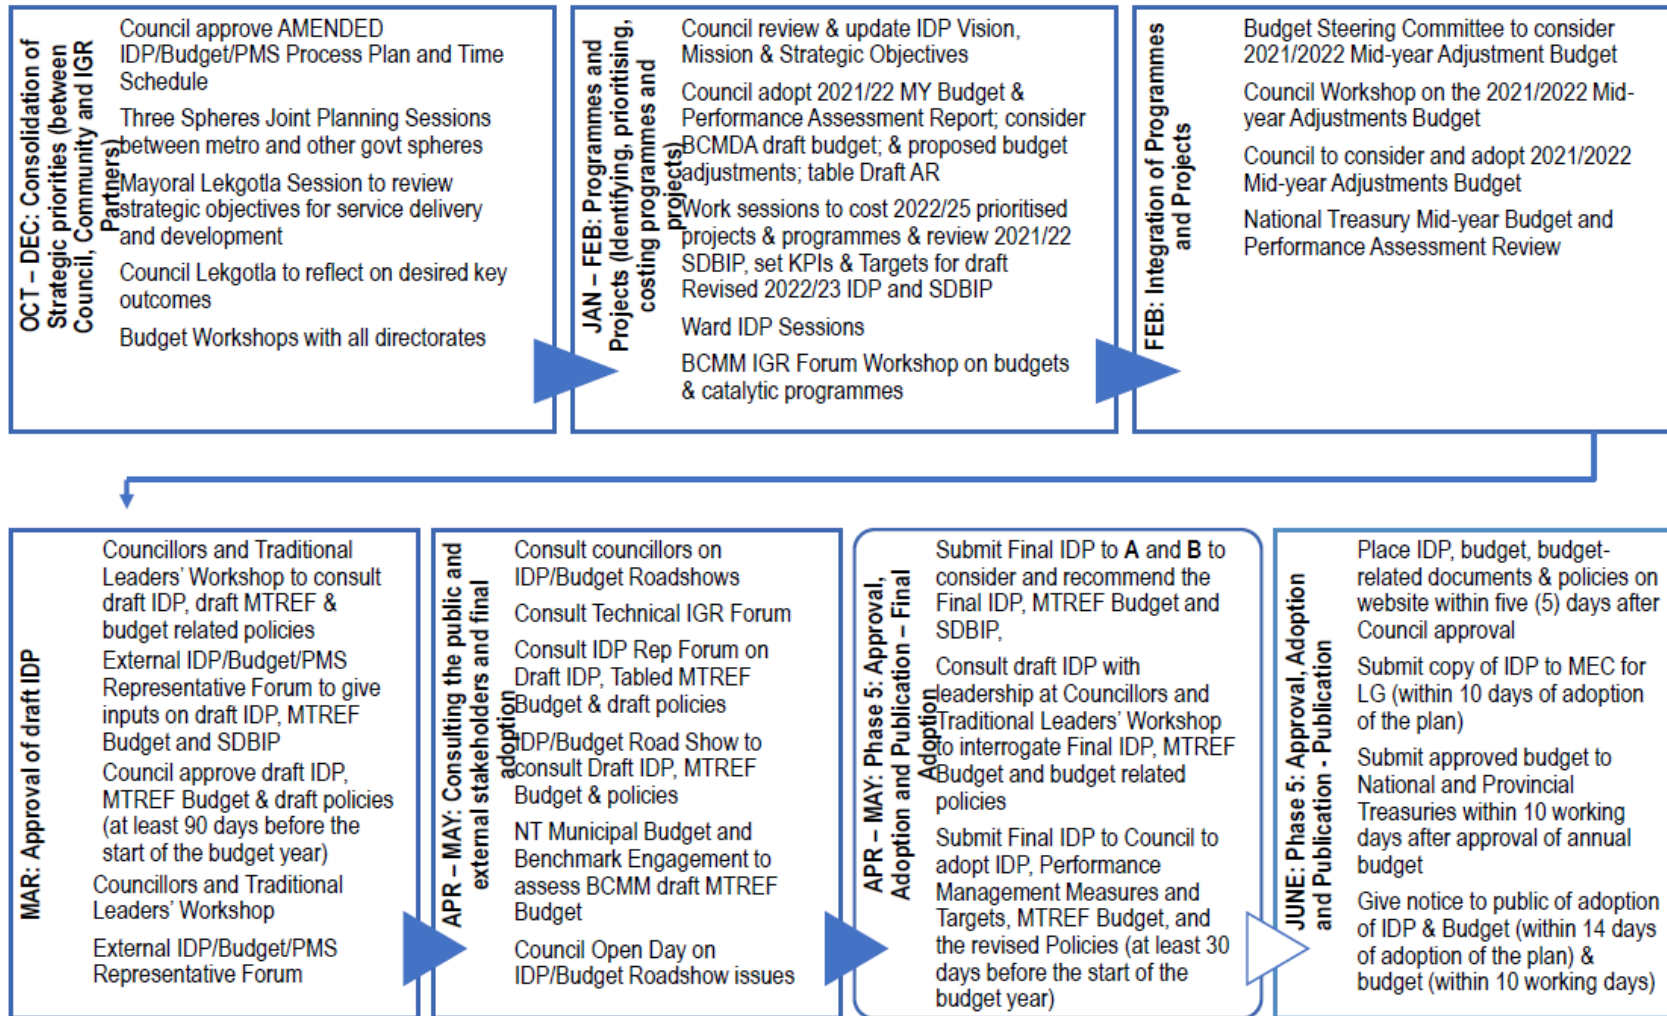 OCT – DEC: Consolidation of
Strategic priorities (between
Council, Community and IGR
Partners)
Council approve AMENDED
IDP/Budget/PMS Process Plan and Time
Schedule
Three Spheres Joint Planning Sessions
between metro and other govt spheres
Mayoral Lekgotla Session to review
strategic objectives for service delivery
and development
Council Lekgotla to reflect on desired key
outcomes
Budget Workshops with all directorates
JAN – FEB: Programmes and
Projects (Identifying, prioritising,
costing programmes and
projects)
Council review & update IDP Vision,
Mission & Strategic Objectives
Council adopt 2021/22 MY Budget &
Performance Assessment Report; consider
BCMDA draft budget; & proposed budget
adjustments; table Draft AR
Work sessions to cost 2022/25 prioritised
projects & programmes & review 2021/22
SDBIP, set KPIs & Targets for draft
Revised 2022/23 IDP and SDBIP
Ward IDP Sessions
BCMM IGR Forum Workshop on budgets
& catalytic programmes
FEB: Integration of Programmes
and Projects
Budget Steering Committee to consider
2021/2022 Mid-year Adjustment Budget
Council Workshop on the 2021/2022 Mid-
year Adjustments Budget
Council to consider and adopt 2021/2022
Mid-year Adjustments Budget
National Treasury Mid-year Budget and
Performance Assessment Review
MAR: Approval of draft IDP
Councillors and Traditional
Leaders' Workshop to consult
draft IDP, draft MTREF &
budget related policies
External IDP/Budget/PMS
Representative Forum to give
inputs on draft IDP, MTREF
Budget and SDBIP
Council approve draft IDP,
MTREF Budget & draft policies
(at least 90 days before the
start of the budget year)
Councillors and Traditional
Leaders' Workshop
External IDP/Budget/PMS
Representative Forum
APR – MAY: Consulting the public and
external stakeholders and final
adoption
Consult councillors on
IDP/Budget Roadshows
Consult Technical IGR Forum
Consult IDP Rep Forum on
Draft IDP, Tabled MTREF
Budget & draft policies
IDP/Budget Road Show to
consult Draft IDP, MTREF
Budget & policies
NT Municipal Budget and
Benchmark Engagement to
assess BCMM draft MTREF
Budget
Council Open Day on
IDP/Budget Roadshow issues
APR – MAY: Phase 5: Approval,
Adoption and Publication – Final
Adoption
Submit Final IDP to A and B to
consider and recommend the
Final IDP, MTREF Budget and
SDBIP,
Consult draft IDP with
leadership at Councillors and
Traditional Leaders' Workshop
to interrogate Final IDP, MTREF
Budget and budget related
policies
Submit Final IDP to Council to
adopt IDP, Performance
Management Measures and
Targets, MTREF Budget, and
the revised Policies (at least 30
days before the start of the
budget year)
JUNE: Phase 5: Approval, Adoption
and Publication - Publication
Place IDP, budget, budget-
related documents & policies on
website within five (5) days after
Council approval
Submit copy of IDP to MEC for
LG (within 10 days of adoption
of the plan)
Submit approved budget to
National and Provincial
Treasuries within 10 working
days after approval of annual
budget
Give notice to public of adoption
of IDP & Budget (within 14 days
of adoption of the plan) &
budget (within 10 working days)